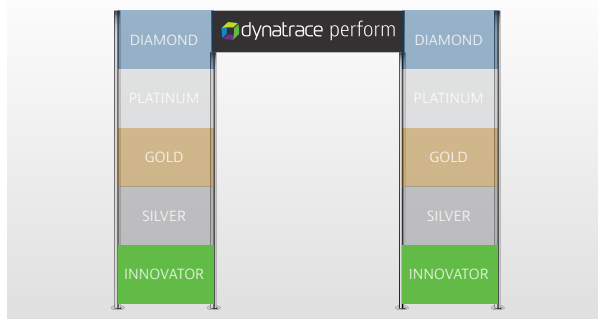 dynatrace perform
DIAMOND
PLATINUM
GOLD
SILVER
INNOVATOR
DIAMOND
PLATINUM
GOLD
SILVER
INNOVATOR